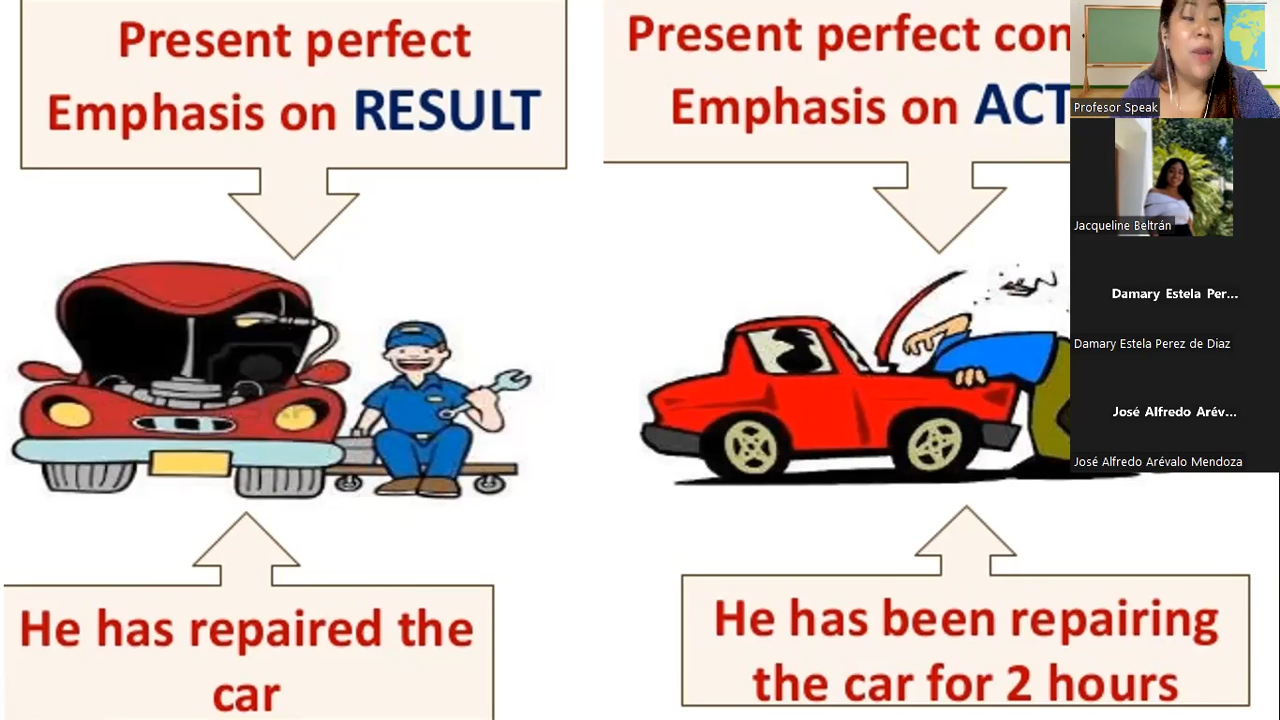 Present perfect
Emphasis on RESULT
Present perfect con
Emphasis on ACT
Profesor Speak
Jacqueline Beltrán
Damary Estela Per...
Damary Estela Perez de Diaz
José Alfredo Arév...
José Alfredo Arévalo Mendoza
He has repaired the
car
He has been repairing
the car for 2 hours